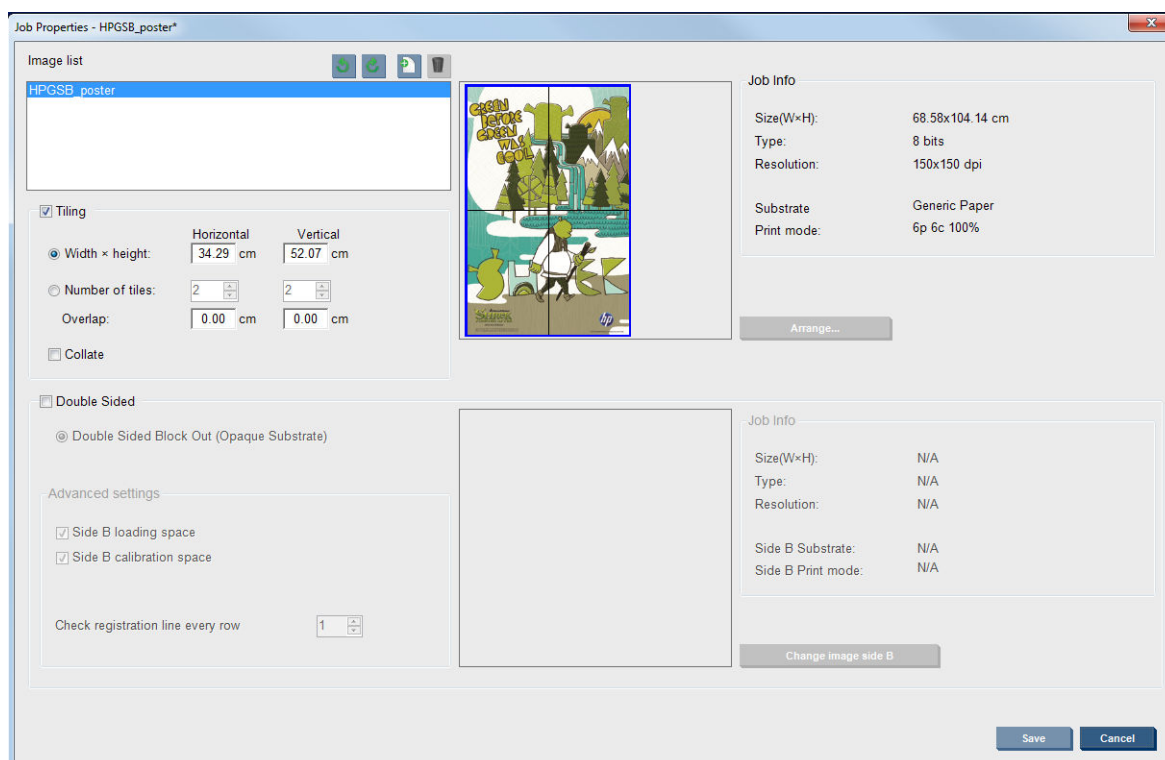 Job Properties - HPGSB_poster*
Image list
HPGSB_poster
Tiling
Horizontal Vertical
Width × height: 34.29 cm 52.07 cm
Number of tiles: 2 2
Overlap: 0.00 cm 0.00 cm
Collate
GREEN
BEFORE
GREEN
WAS
COOL
SHREK
SHREK
hp
Job Info
Size(W×H): 68.58x104.14 cm
Type: 8 bits
Resolution: 150x150 dpi
Substrate Generic Paper
Print mode: 6p 6c 100%
Arrange...
Double Sided
Double Sided Block Out (Opaque Substrate)
Advanced settings
Side B loading space
Side B calibration space
Check registration line every row 1
Job Info
Size(W×H): N/A
Type: N/A
Resolution: N/A
Side B Substrate: N/A
Side B Print mode: N/A
Change image side B
Save Cancel